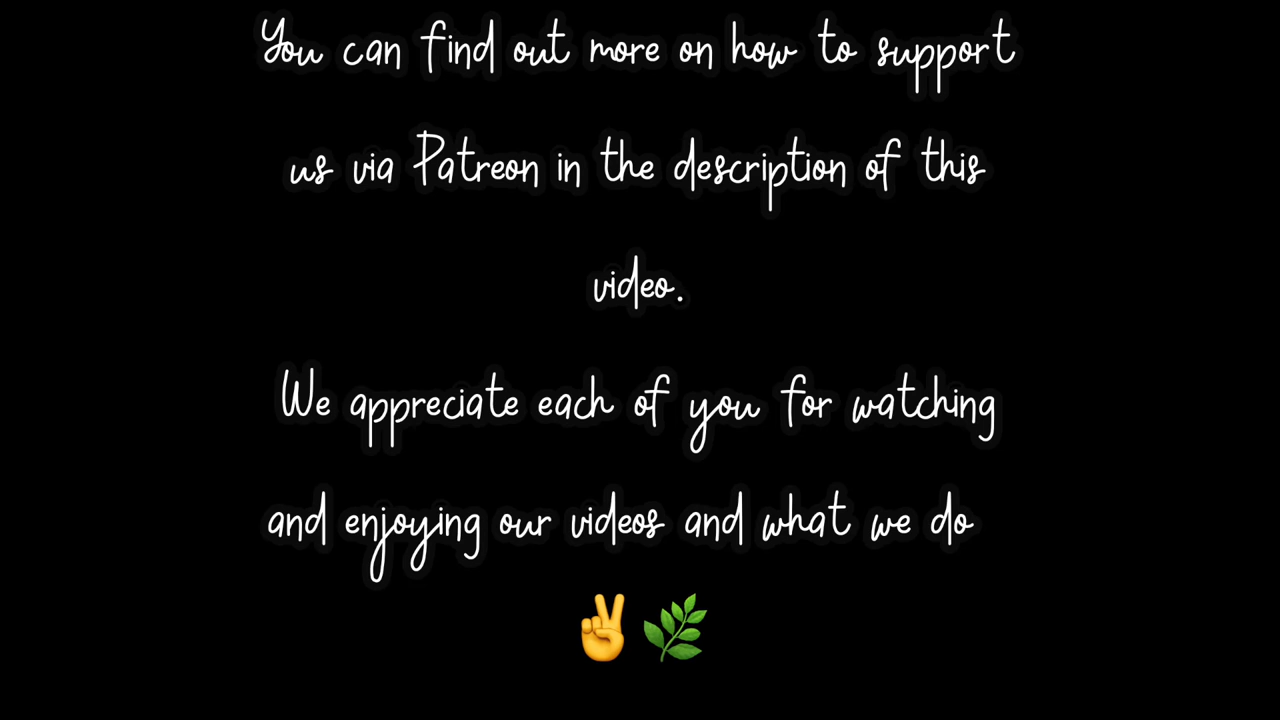 You can find out more on how to support
us via Patreon in the description of this
video.
We appreciate each of you for watching
and enjoying our videos and what we do
✌️🌿